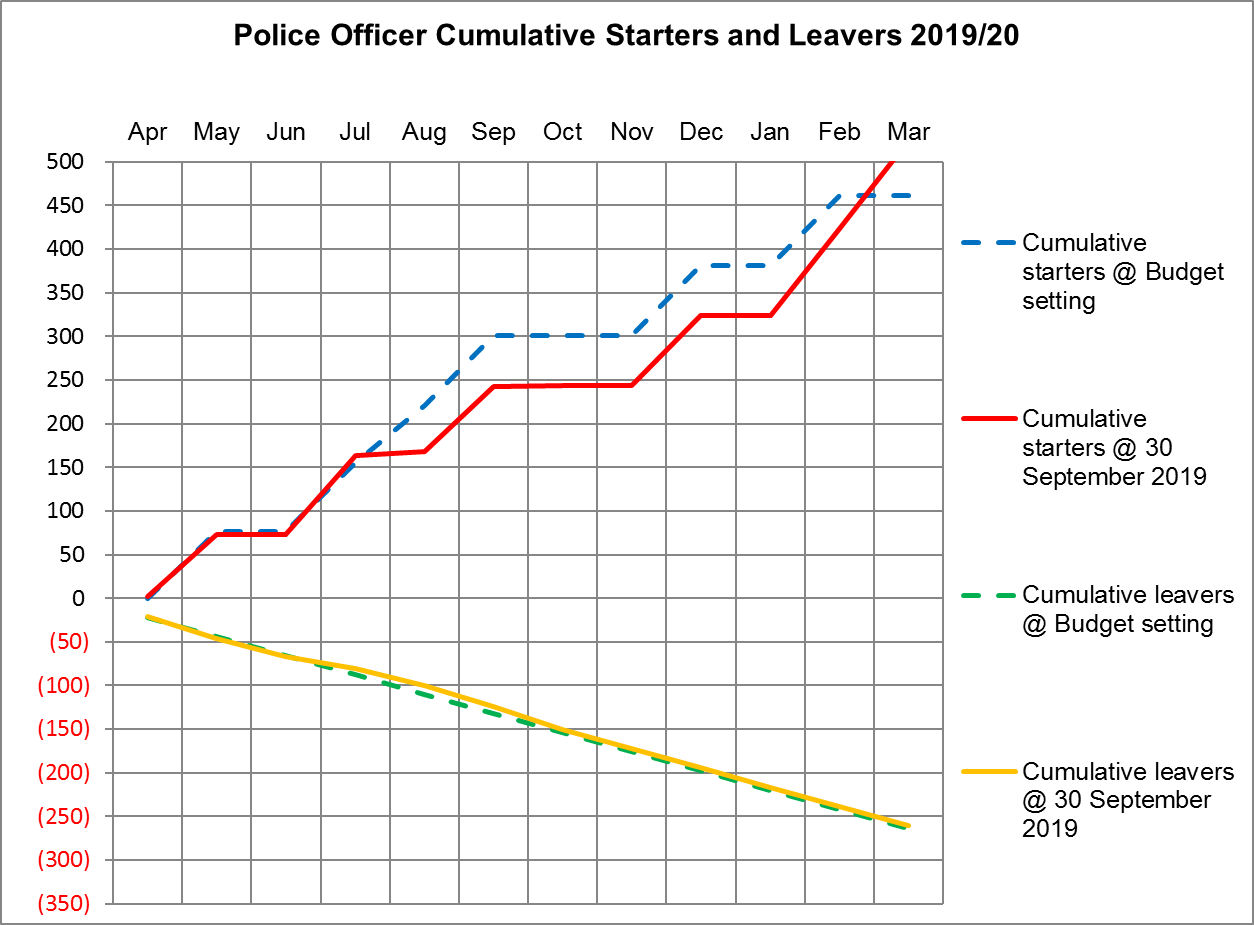 Police Officer Cumulative Starters and Leavers 2019/20
Apr May Jun Jul Aug Sep Oct Nov Dec Jan Feb Mar
500
450
400
350
300
250
200
150
100
50
0
(50)
(100)
(150)
(200)
(250)
(300)
(350)
Cumulative
starters @ Budget
setting
Cumulative
starters @ 30
September 2019
Cumulative leavers
@ Budget setting
Cumulative leavers
@ 30 September
2019